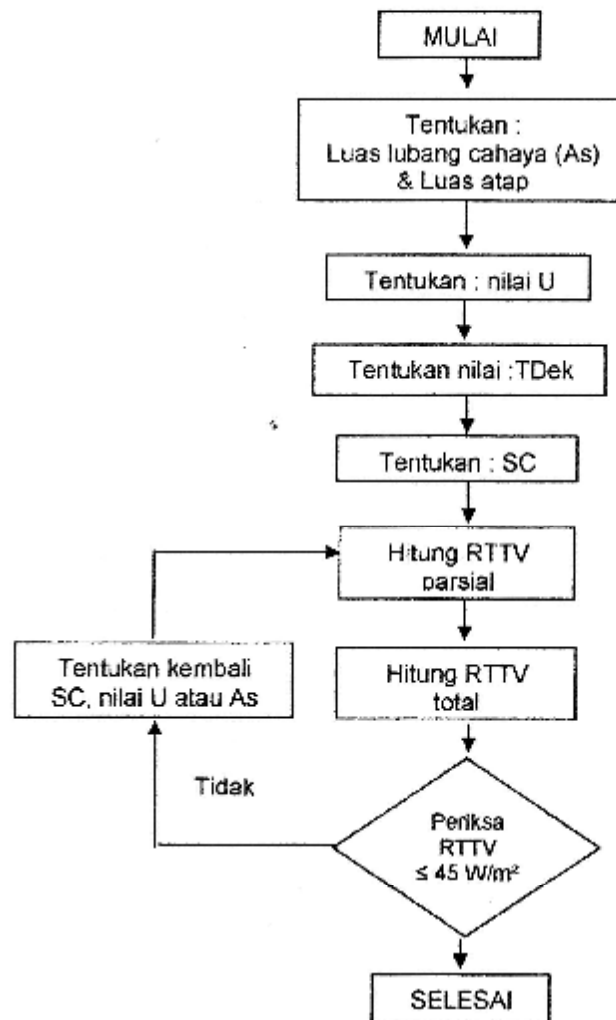 MULAI
Tentukan :
Luas lubang cahaya (As)
& Luas atap
Tentukan : nilai U
Tentukan nilai :TDek
Tentukan : SC
Hitung RTTV
parsial
Tentukan kembali
SC, nilai U atau As
Hitung RTTV
total
Tidak
Periksa
RTTV
≤ 45 W/m²
SELESAI